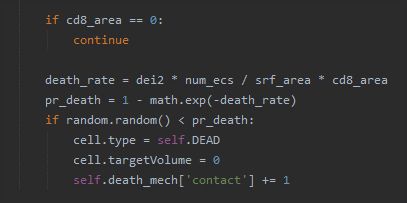 if cd8_area == 0:
continue
death_rate = dei2 * num_ecs / srf_area * cd8_area
pr_death = 1 - math.exp(-death_rate)
if random.random() < pr_death:
cell.type = self.DEAD
cell.targetVolume = 0
self.death_mech['contact'] += 1